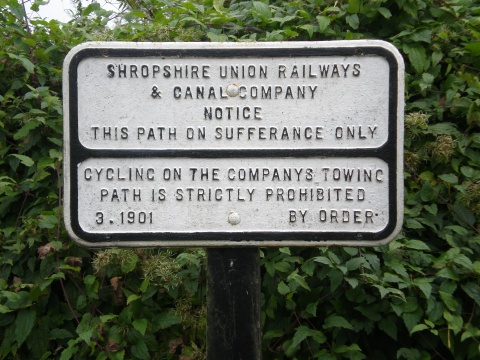 SHROPSHIRE UNION RAILWAYS
& CANAL COMPANY
NOTICE
THIS PATH ON SUFFERANCE ONLY
CYCLING ON THE COMPANYS TOWING
PATH IS STRICTLY PROHIBITED
3. 1901 BY ORDER